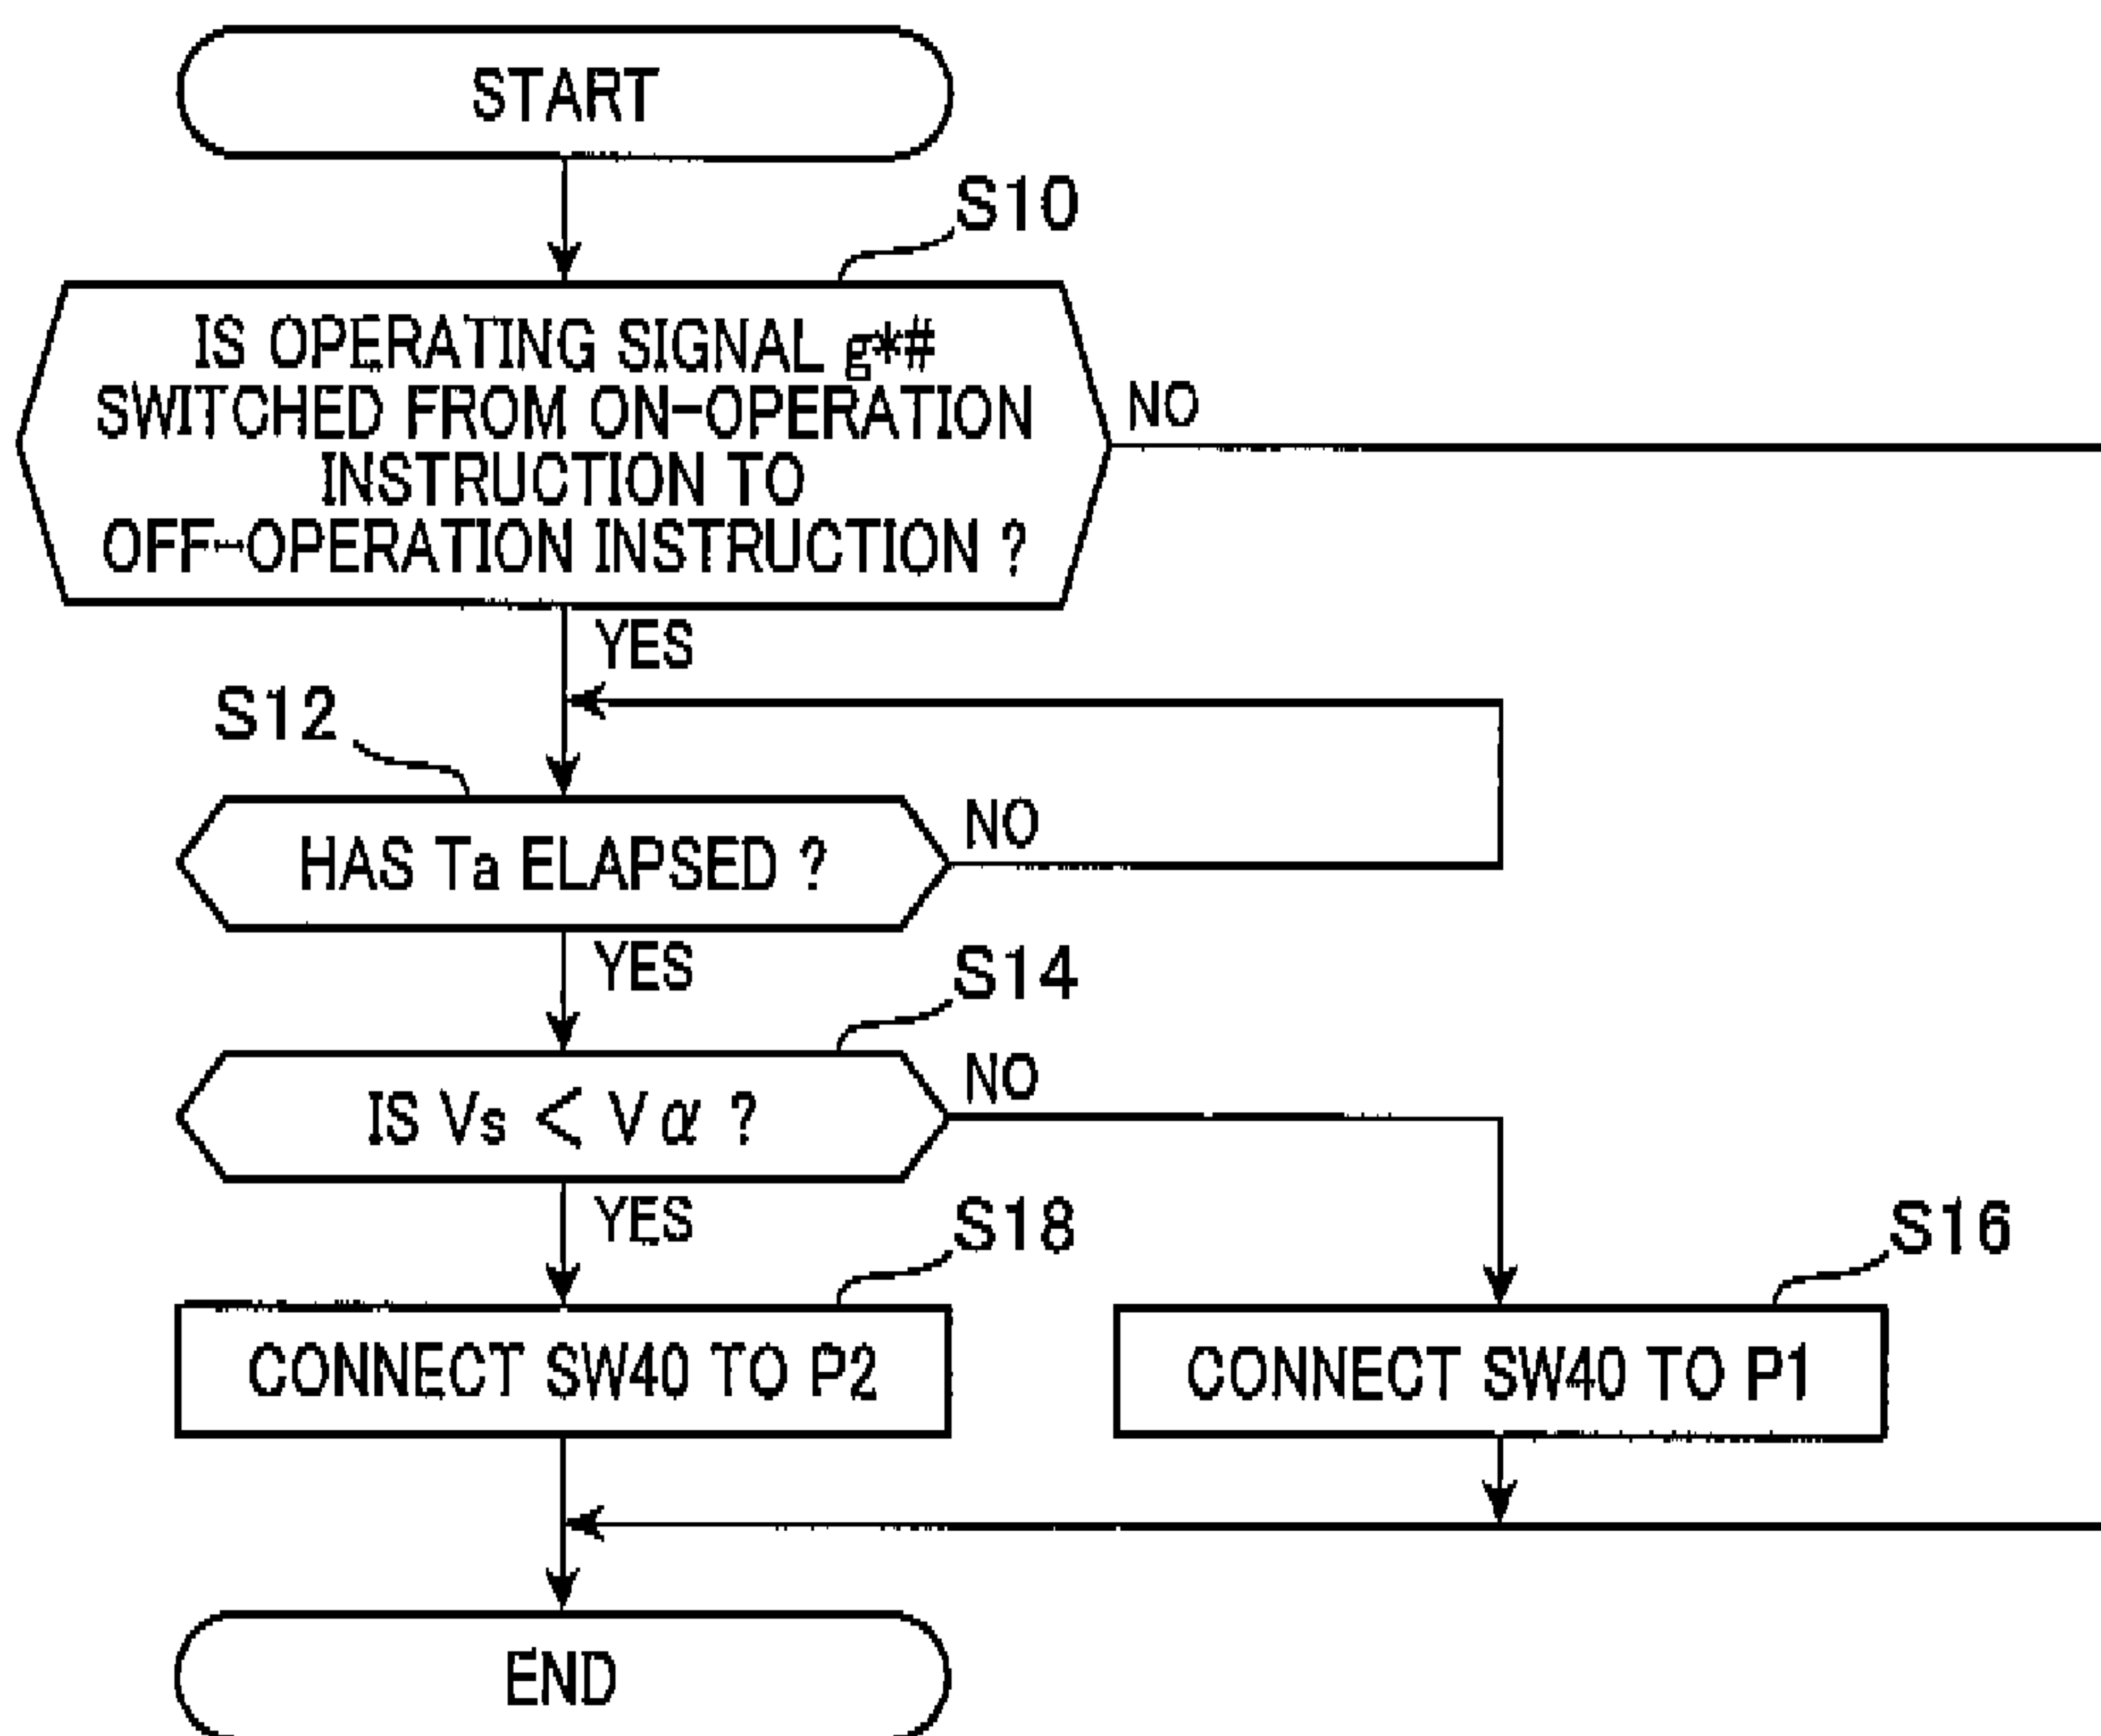 START
S10
IS OPERATING SIGNAL g*#
SWITCHED FROM ON-OPERATION
INSTRUCTION TO
OFF-OPERATION INSTRUCTION ?
NO
YES
S12
HAS Ta ELAPSED ?
NO
YES
S14
IS Vs < Vα ?
NO
YES
S18
S16
CONNECT SW40 TO P2
CONNECT SW40 TO P1
END